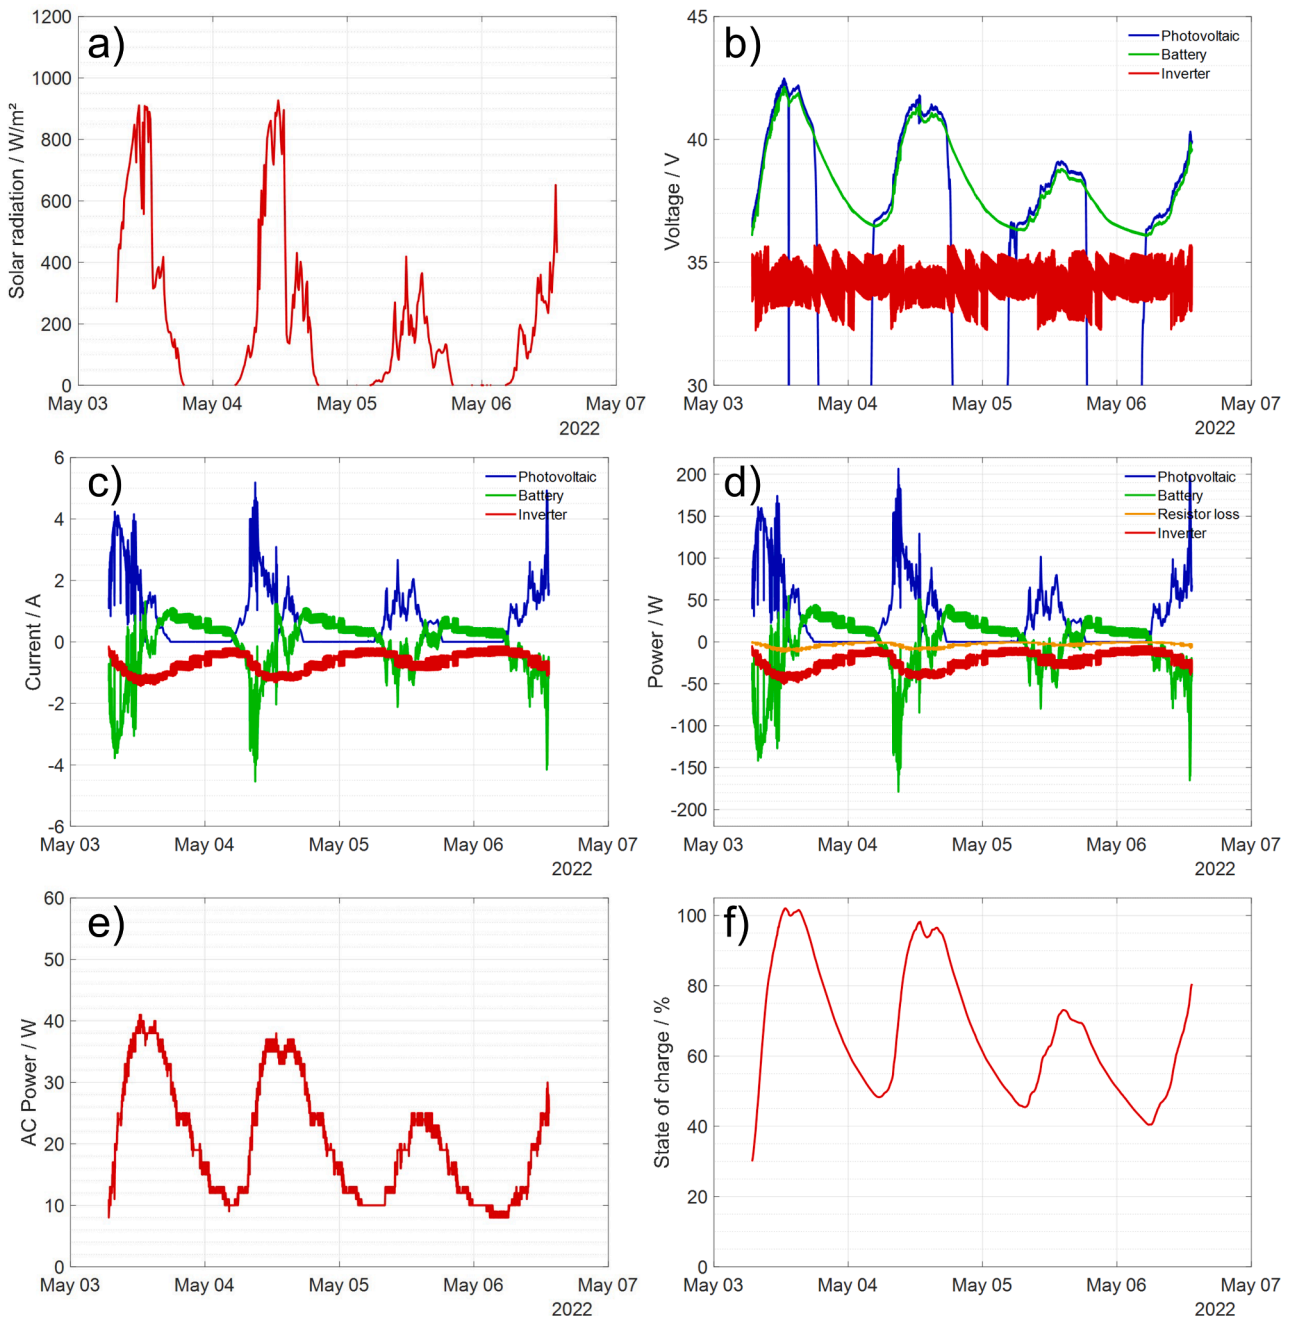 a)
Solar radiation / W/m²
1200
1000
800
600
400
200
0
May 03 May 04 May 05 May 06 May 07
2022
b)
Voltage / V
45
40
35
30
Photovoltaic
Battery
Inverter
May 03 May 04 May 05 May 06 May 07
2022
c)
Current / A
6
4
2
0
-2
-4
-6
Photovoltaic
Battery
Inverter
May 03 May 04 May 05 May 06 May 07
2022
d)
Power / W
200
150
100
50
0
-50
-100
-150
-200
Photovoltaic
Battery
Resistor loss
Inverter
May 03 May 04 May 05 May 06 May 07
2022
e)
AC Power / W
60
50
40
30
20
10
0
May 03 May 04 May 05 May 06 May 07
2022
f)
State of charge / %
100
80
60
40
20
0
May 03 May 04 May 05 May 06 May 07
2022